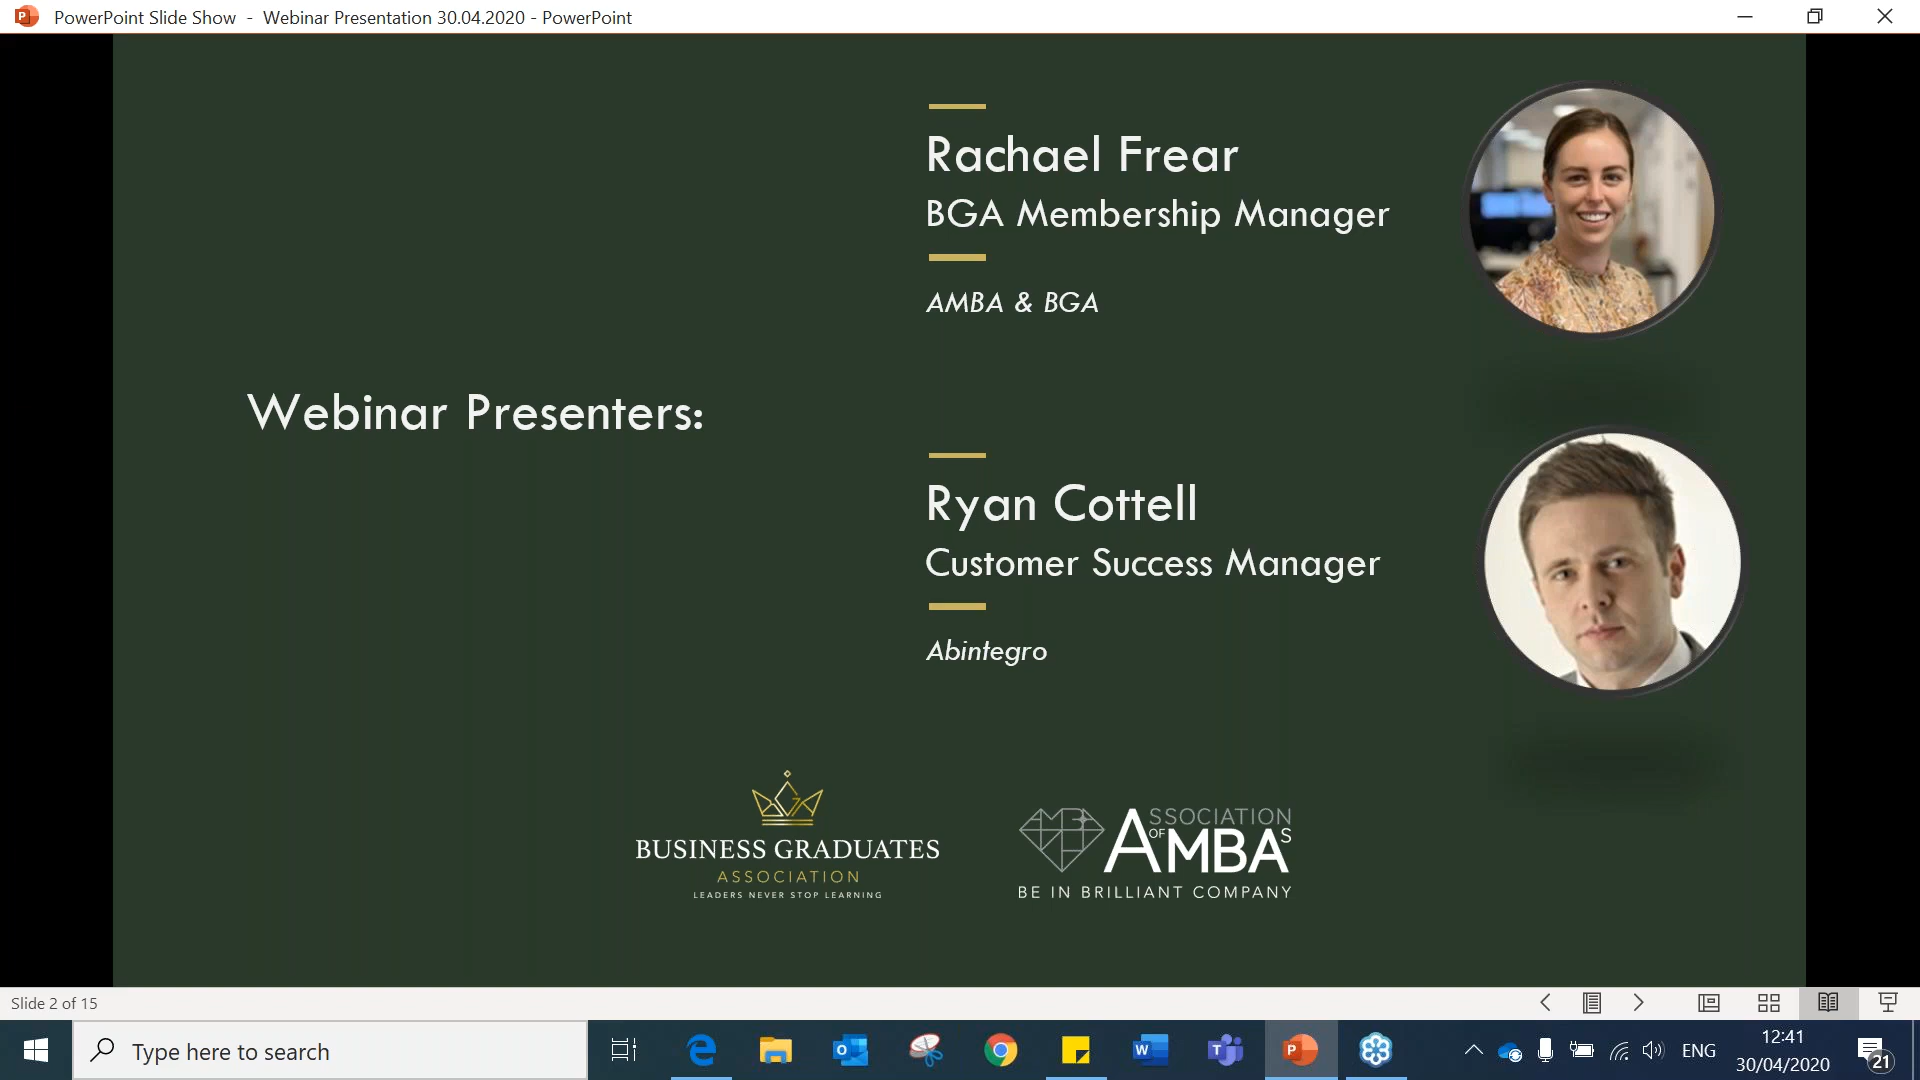 PowerPoint Slide Show - Webinar Presentation 30.04.2020 - PowerPoint
Rachael Frear
BGA Membership Manager
AMBA & BGA
Webinar Presenters:
Ryan Cottell
Customer Success Manager
Abintegro
BUSINESS GRADUATES
ASSOCIATION
LEADERS NEVER STOP LEARNING
ASSOCIATION
OF MBAS
BE IN BRILLIANT COMPANY
Slide 2 of 15
Type here to search
ENG
12:41
30/04/2020
21